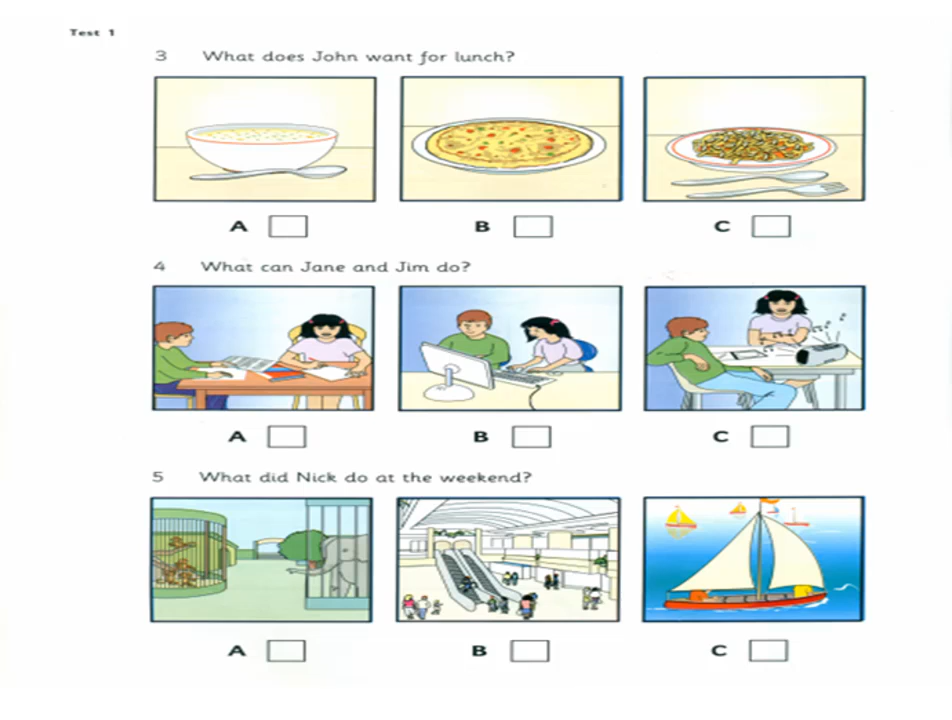 Test 1
3 What does John want for lunch?
A B C
4 What can Jane and Jim do?
A B C
5 What did Nick do at the weekend?
A B C